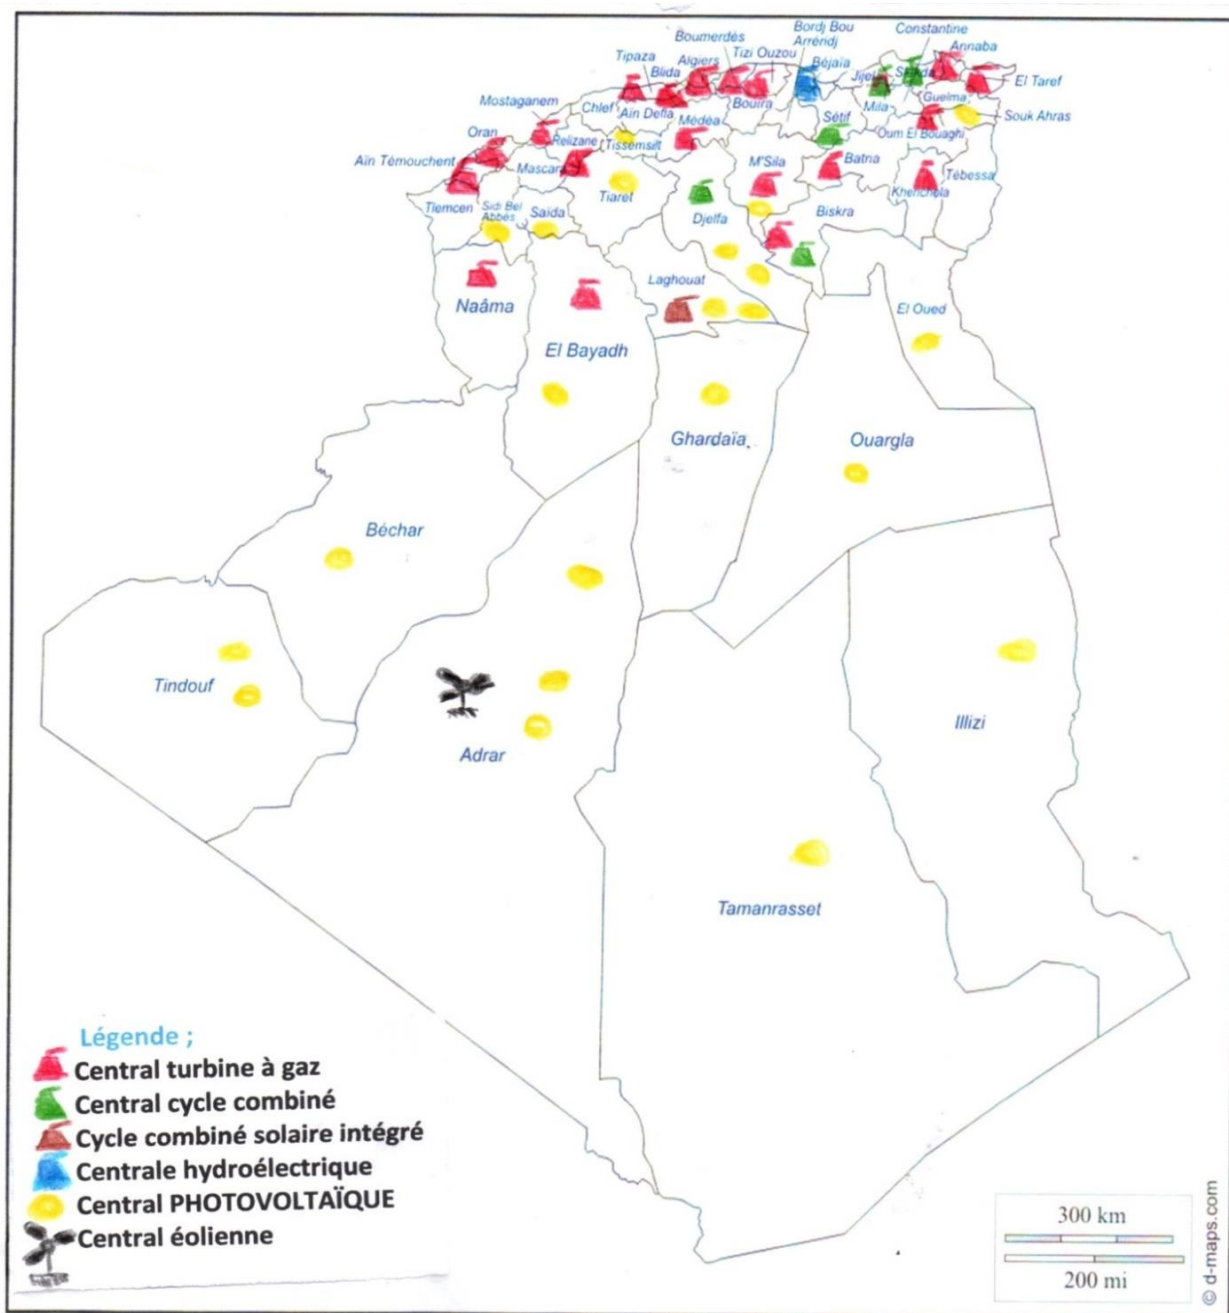 Bordj Bou
Arréridj
Constantine
Boumerdès
Tizi Ouzou
Annaba
Tipaza
Algiers
Béjaïa
Blida
Jijel
Skikda
El Taref
Mostaganem
Chlef
Aïn Defla
Bouira
Mila
Guelma
Souk Ahras
Médéa
Sétif
Oran
Relizane
Tissemsilt
Oum El Bouaghi
Aïn Témouchent
Mascara
M'Sila
Batna
Khenchela
Tébessa
Tiaret
Tlemcen
Sidi Bel
Abbès
Saïda
Djelfa
Biskra
Laghouat
Naâma
El Oued
El Bayadh
Ghardaïa
Ouargla
Béchar
Tindouf
Adrar
Illizi
Tamanrasset
Légende ;
Central turbine à gaz
Central cycle combiné
Cycle combiné solaire intégré
Centrale hydroélectrique
Central PHOTOVOLTAÏQUE
Central éolienne
300 km
200 mi
© d-maps.com